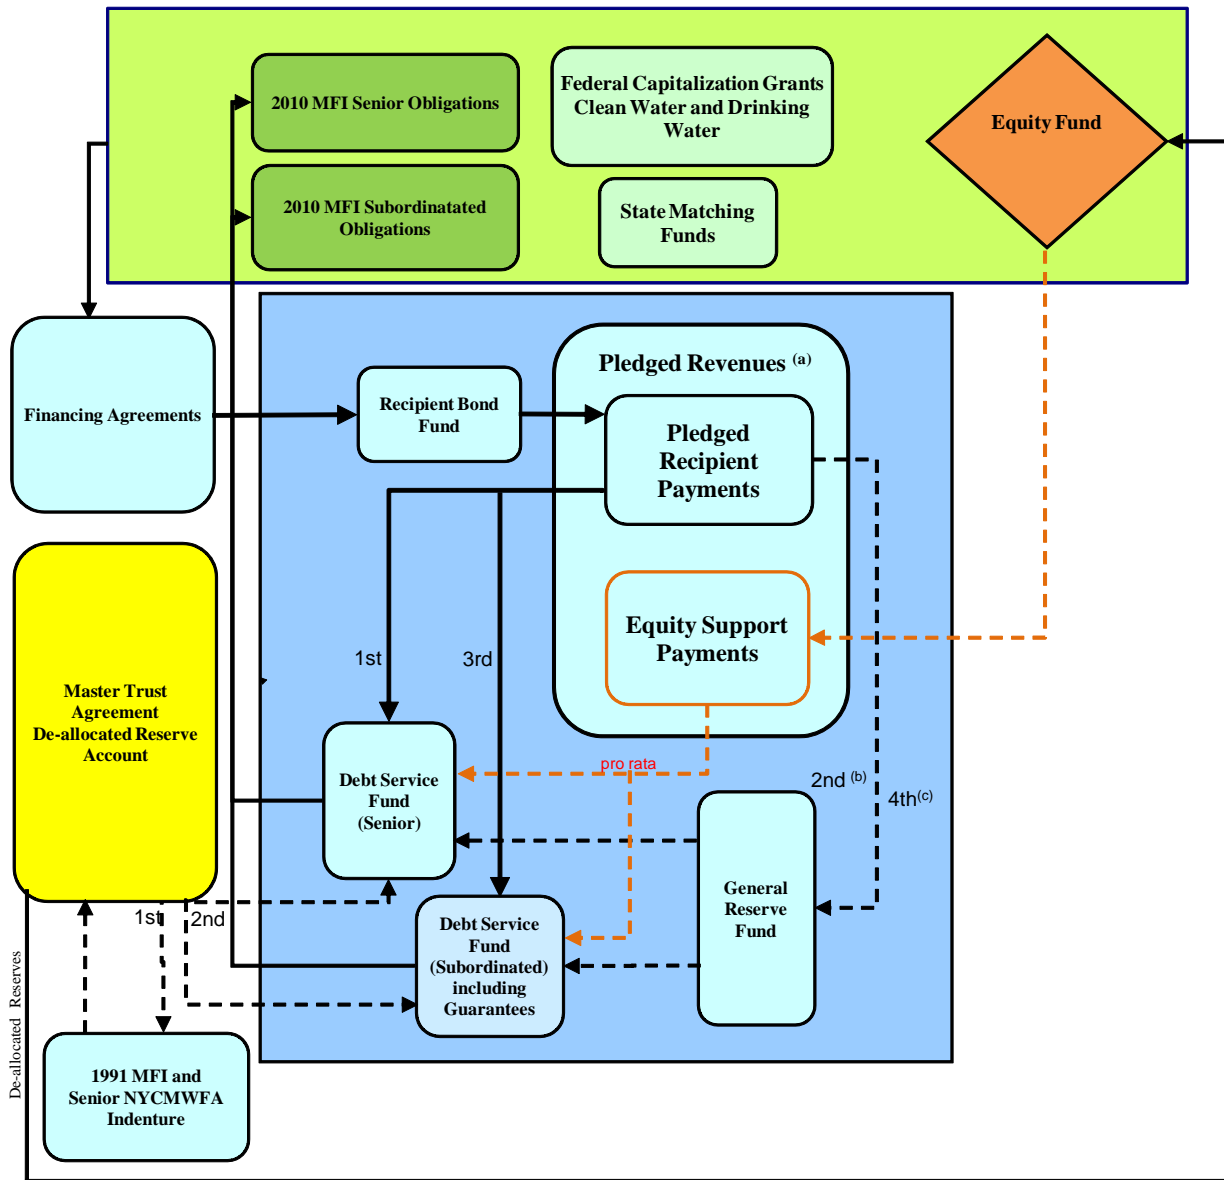 2010 MFI Senior Obligations
Federal Capitalization Grants
Clean Water and Drinking
Water
Equity Fund
2010 MFI Subordinatated
Obligations
State Matching
Funds
Financing Agreements
Recipient Bond
Fund
Pledged Revenues (a)
Pledged
Recipient
Payments
Equity Support
Payments
1st
3rd
Master Trust
Agreement
De-allocated Reserve
Account
pro rata
2nd (b)
4th(c)
Debt Service
Fund
(Senior)
General
Reserve
Fund
1st
2nd
Debt Service
Fund
(Subordinated)
including
Guarantees
De-allocated Reserves
1991 MFI and
Senior NYCMWFA
Indenture